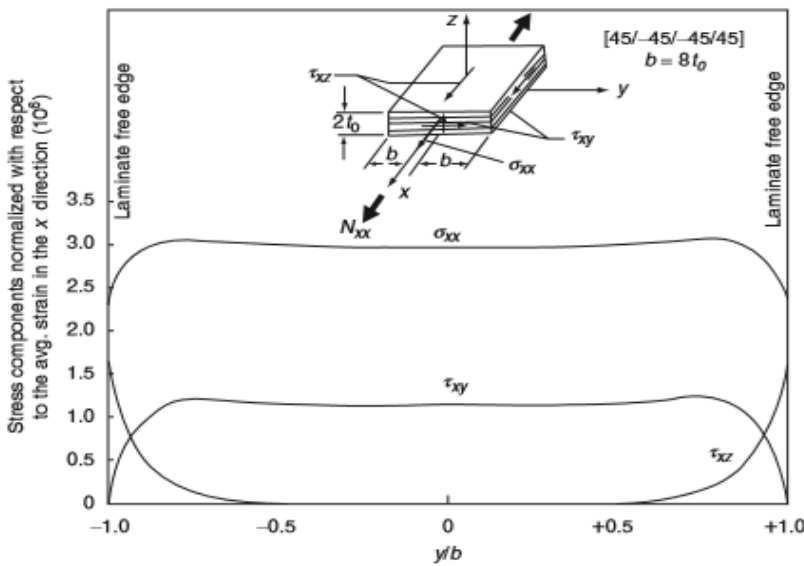 Stress components normalized with respect
to the avg. strain in the x direction (10⁶)
Laminate free edge
Laminate free edge
[45/–45/–45/45]
b = 8t₀
z
y
x
τxz
τxy
σxx
2t₀
b
b
Nxx
3.5
3.0
2.5
2.0
1.5
1.0
0.5
0
σxx
τxy
τxz
–1.0
–0.5
0
+0.5
+1.0
y/b